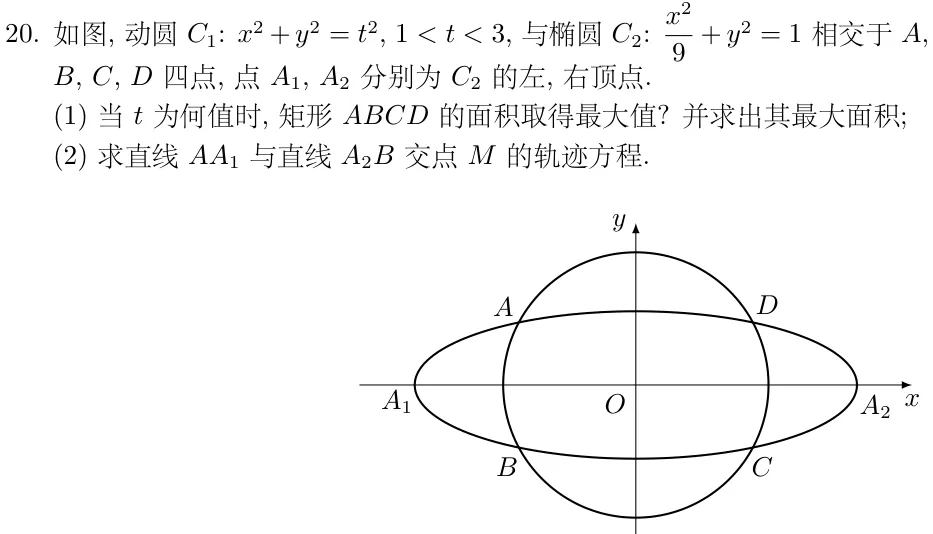 20. 如图, 动圆 C₁: x² + y² = t², 1 < t < 3, 与椭圆 C₂: x²/9 + y² = 1 相交于 A,
B, C, D 四点, 点 A₁, A₂ 分别为 C₂ 的左, 右顶点.
(1) 当 t 为何值时, 矩形 ABCD 的面积取得最大值? 并求出其最大面积;
(2) 求直线 AA₁ 与直线 A₂B 交点 M 的轨迹方程.
y
A
D
A₁
O
A₂
x
B
C